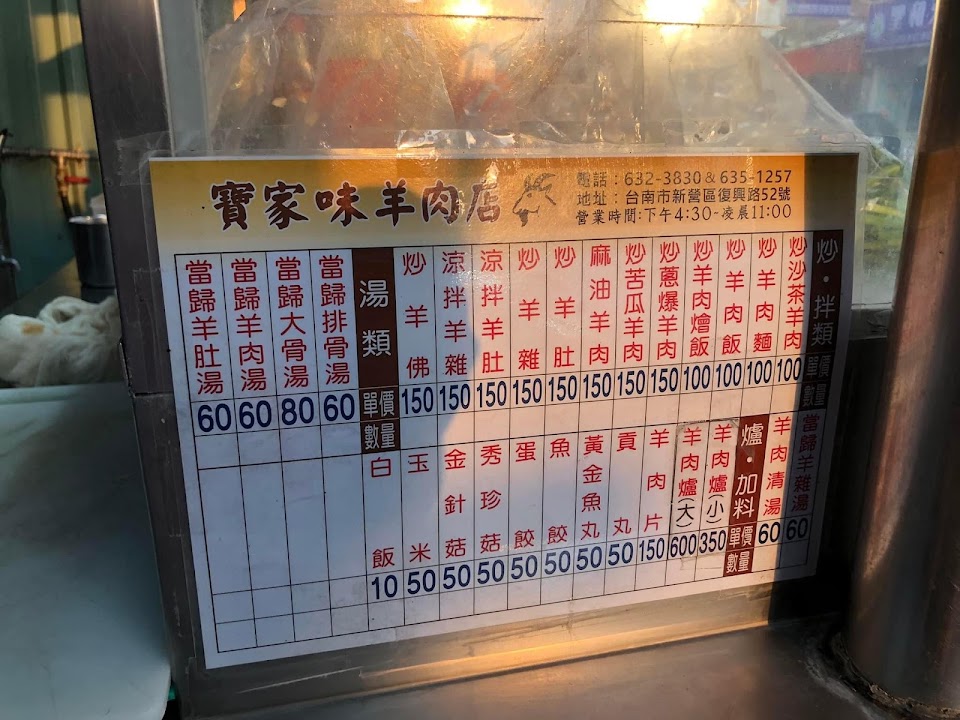 寶家味羊肉店
電話：632-3830 & 635-1257
地址：台南市新營區復興路52號
營業時間:下午4:30~凌晨11:00
炒·拌類 單價 數量
炒沙茶羊肉 100
炒羊肉麵 100
炒羊肉飯 100
炒羊肉燴飯 100
炒蔥爆羊肉 150
炒苦瓜羊肉 150
麻油羊肉 150
炒羊肚 150
炒羊雜 150
涼拌羊肚 150
涼拌羊雜 150
炒羊佛 150
湯類 單價 數量
當歸排骨湯 60
當歸大骨湯 80
當歸羊肉湯 60
當歸羊肚湯 60
當歸羊雜湯 60
羊肉清湯 60
爐·加料 單價 數量
羊肉爐(小) 350
羊肉爐(大) 600
羊肉片 150
貢丸 50
黃金魚丸 50
魚餃 50
蛋餃 50
秀珍菇 50
金針菇 50
玉米 50
白飯 10